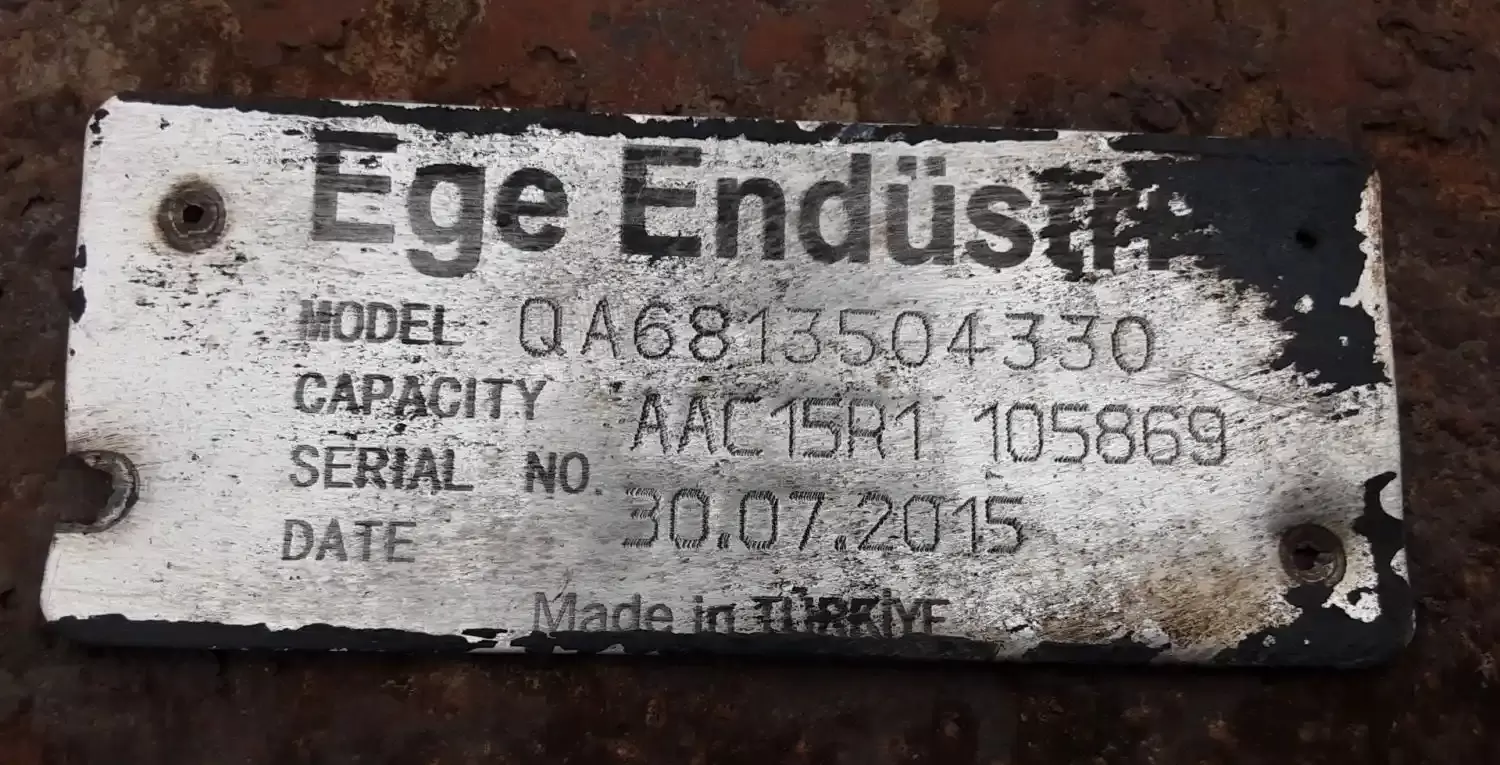 Ege Endüstri
MODEL QA6813504330
CAPACITY AAC15R1 105869
SERIAL NO. 30.07.2015
DATE
Made in TÜRKİYE